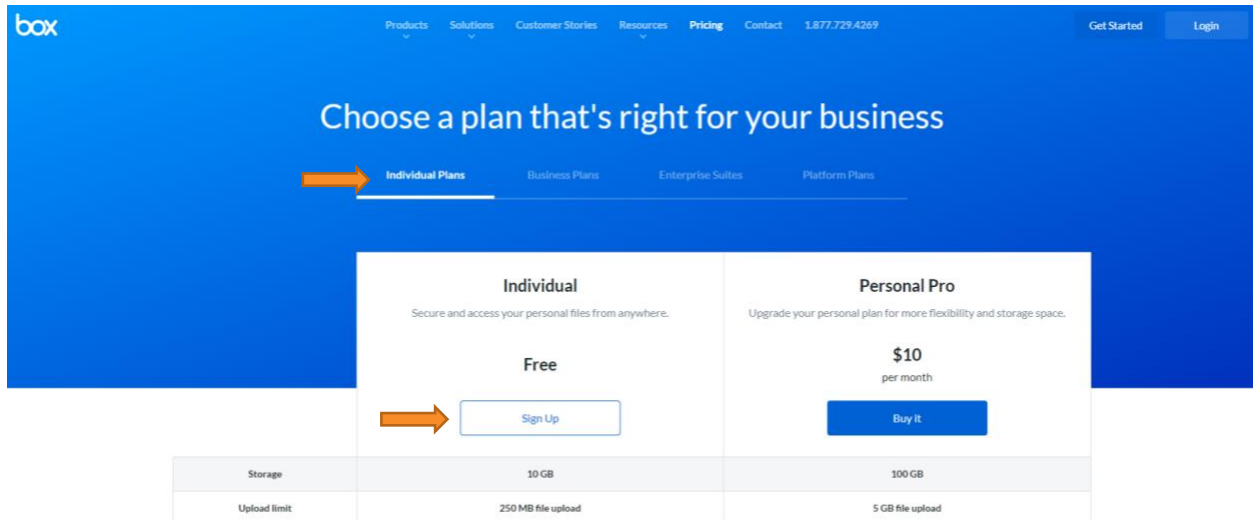 box
Products Solutions Customer Stories Resources Pricing Contact 1.877.729.4269 Get Started Login
Choose a plan that's right for your business
Individual Plans Business Plans Enterprise Suites Platform Plans
Individual Personal Pro
Secure and access your personal files from anywhere. Upgrade your personal plan for more flexibility and storage space.
Free $10
per month
Sign Up Buy it
Storage 10 GB 100 GB
Upload limit 250 MB file upload 5 GB file upload